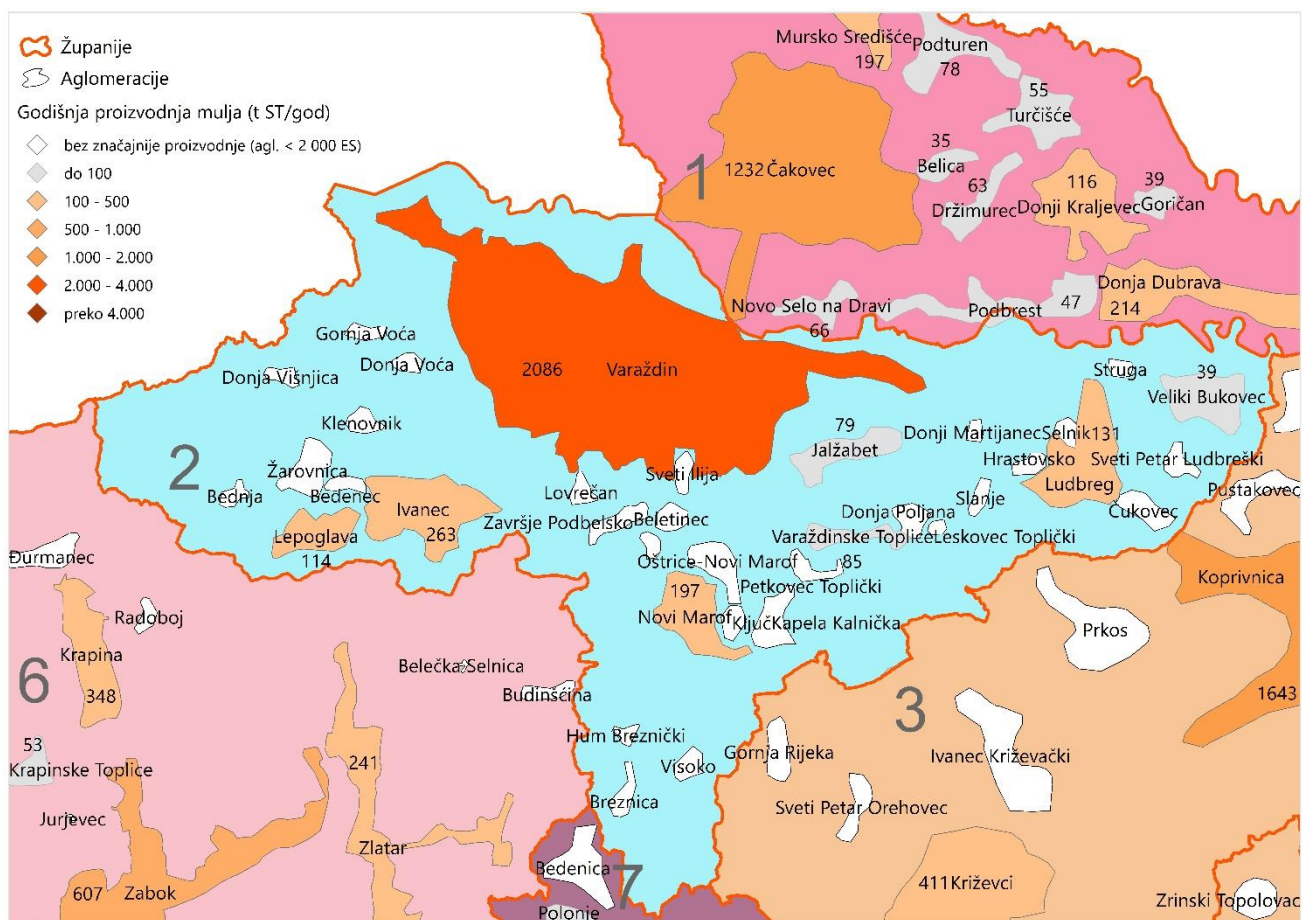 Županije
Aglomeracije
Godišnja proizvodnja mulja (t ST/god)
bez značajnije proizvodnje (agl. < 2 000 ES)
do 100
100 - 500
500 - 1.000
1.000 - 2.000
2.000 - 4.000
preko 4.000
Mursko Središće
197
Podturen
78
55
Turčišće
35
Belica
1
1232 Čakovec
63
Držimurec
116
Donji Kraljevec
39
Goričan
Novo Selo na Dravi
66
Podbrest
47
Donja Dubrava
214
Gornja Voća
Donja Voća
Donja Višnjica
2086
Varaždin
Struga
39
Veliki Bukovec
Klenovnik
2
79
Jalžabet
Donji Martijanec
Selnik
131
Žarovnica
Sveti Ilija
Hrastovsko
Sveti Petar Ludbreški
Bednja
Bedenec
Lovrečan
Ludbreg
Slanje
Pustakovec
Ivanec
263
Završje Podbelsko
Beletinec
Donja Poljana
Čukovec
Lepoglava
114
Varaždinske Toplice
Leskovec Toplički
85
Đurmanec
Oštrice-Novi Marof
Petkovec Toplički
Koprivnica
197
Novi Marof
Ključ
Kapela Kalnička
Radoboj
Prkos
Krapina
348
6
Belečka Selnica
Budinšćina
3
1643
53
Krapinske Toplice
Hum Breznički
Gornja Rijeka
Ivanec Križevački
241
Visoko
Breznica
Sveti Petar Orehovec
Jurjevec
Zlatar
Bedenica
7
607
Zabok
411 Križevci
Zrinski Topolovac
Polonje